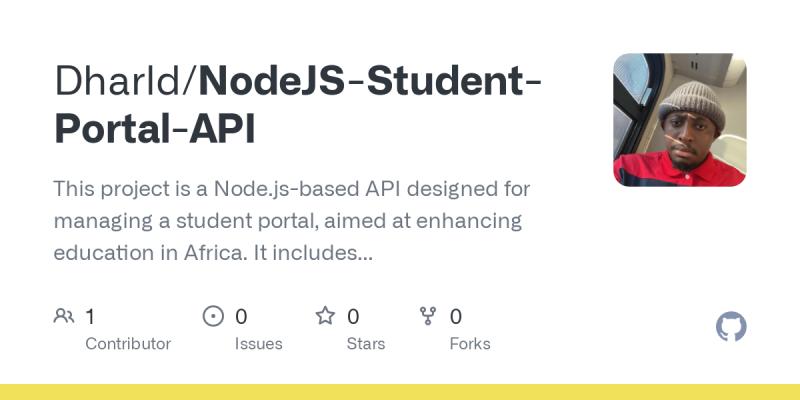 Dharld/NodeJS-Student-
Portal-API
This project is a Node.js-based API designed for
managing a student portal, aimed at enhancing
education in Africa. It includes...
1
Contributor
0
Issues
0
Stars
0
Forks